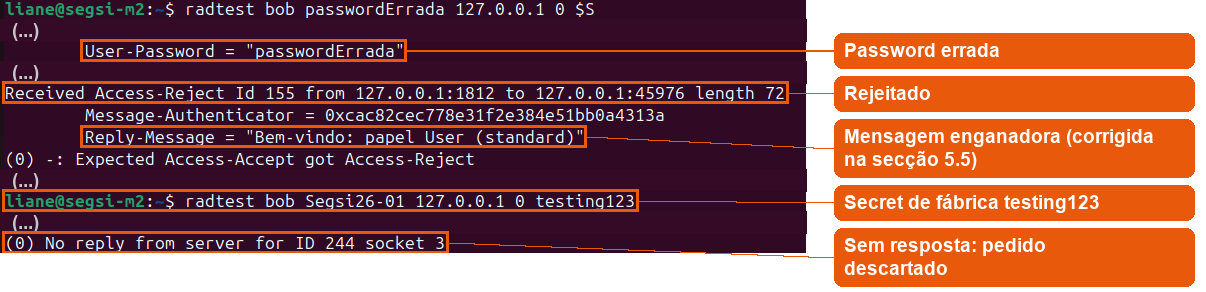 liane@segsi-m2:~$ radtest bob passwordErrada 127.0.0.1 0 $S
(...)
User-Password = "passwordErrada"
Password errada
(...)
Received Access-Reject Id 155 from 127.0.0.1:1812 to 127.0.0.1:45976 length 72
Rejeitado
Message-Authenticator = 0xcac82cec778e31f2e384e51bb0a4313a
Reply-Message = "Bem-vindo: papel User (standard)"
Mensagem enganadora (corrigida
na secção 5.5)
(0) -: Expected Access-Accept got Access-Reject
(...)
liane@segsi-m2:~$ radtest bob Segsi26-01 127.0.0.1 0 testing123
Secret de fábrica testing123
(...)
(0) No reply from server for ID 244 socket 3
Sem resposta: pedido
descartado